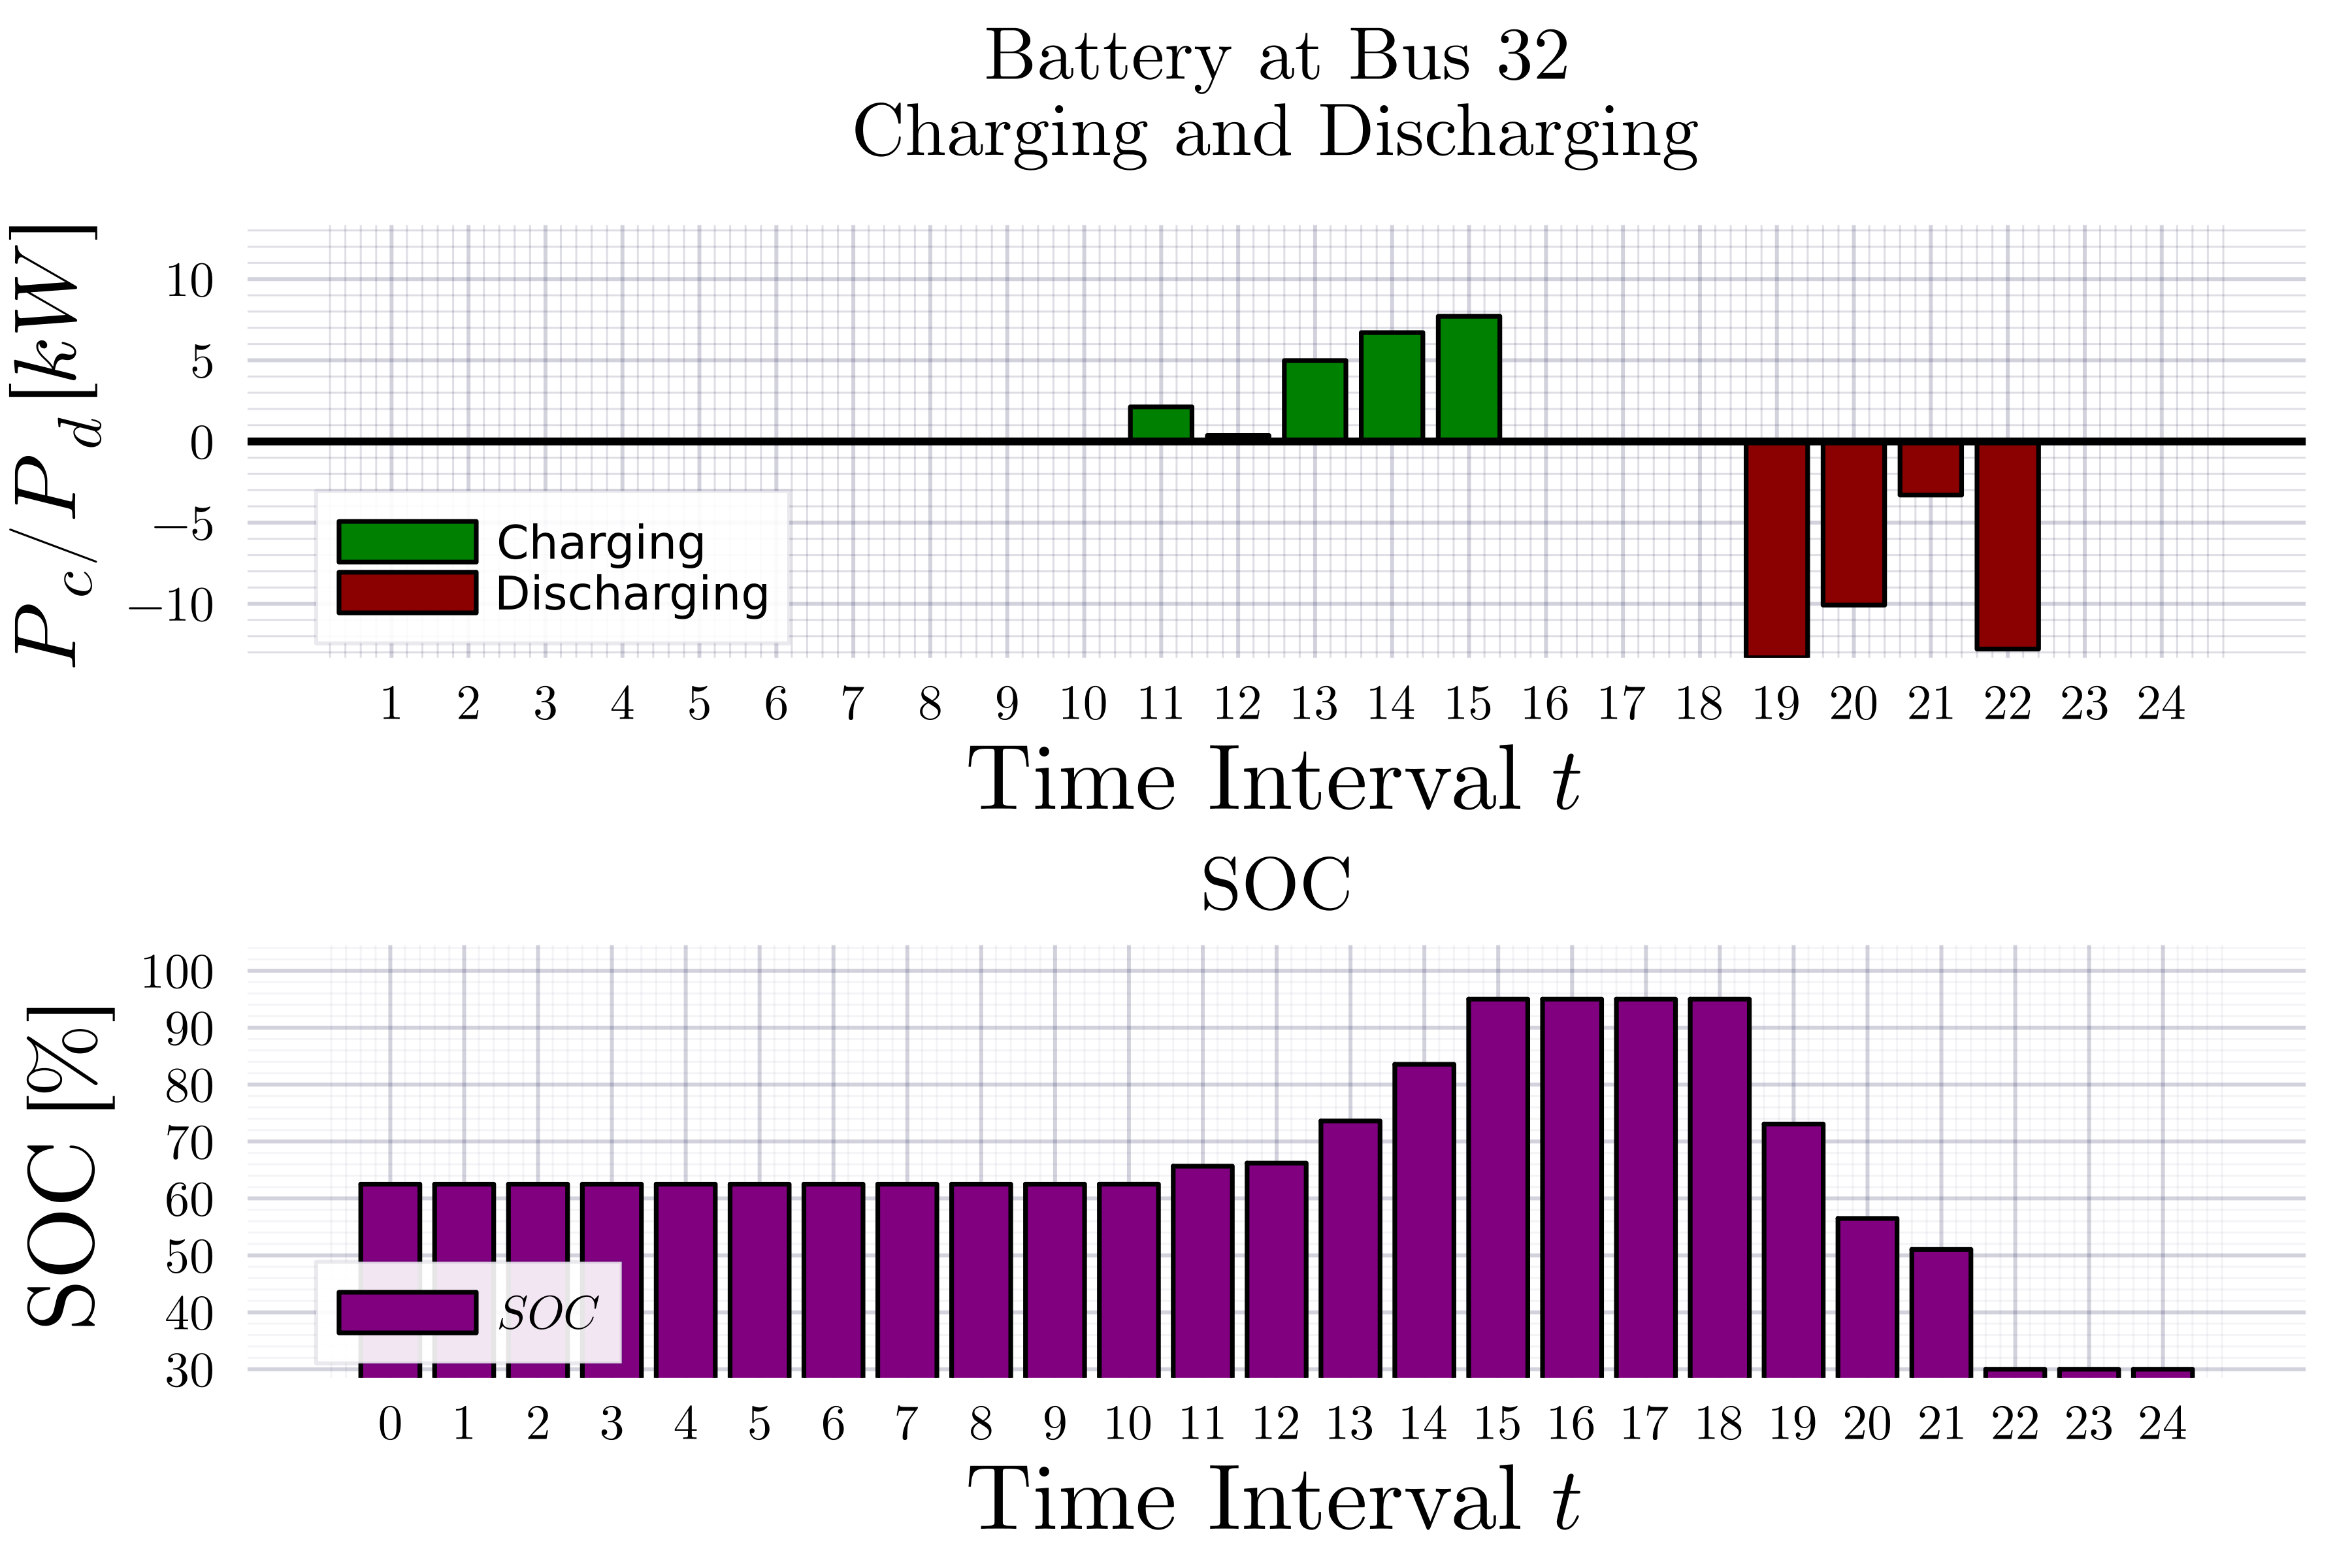 Battery at Bus 32
Charging and Discharging
P_c/P_d [kW]
10
5
0
−5
−10
Charging
Discharging
1 2 3 4 5 6 7 8 9 10 11 12 13 14 15 16 17 18 19 20 21 22 23 24
Time Interval t
SOC
SOC [%]
100
90
80
70
60
50
40
30
SOC
0 1 2 3 4 5 6 7 8 9 10 11 12 13 14 15 16 17 18 19 20 21 22 23 24
Time Interval t